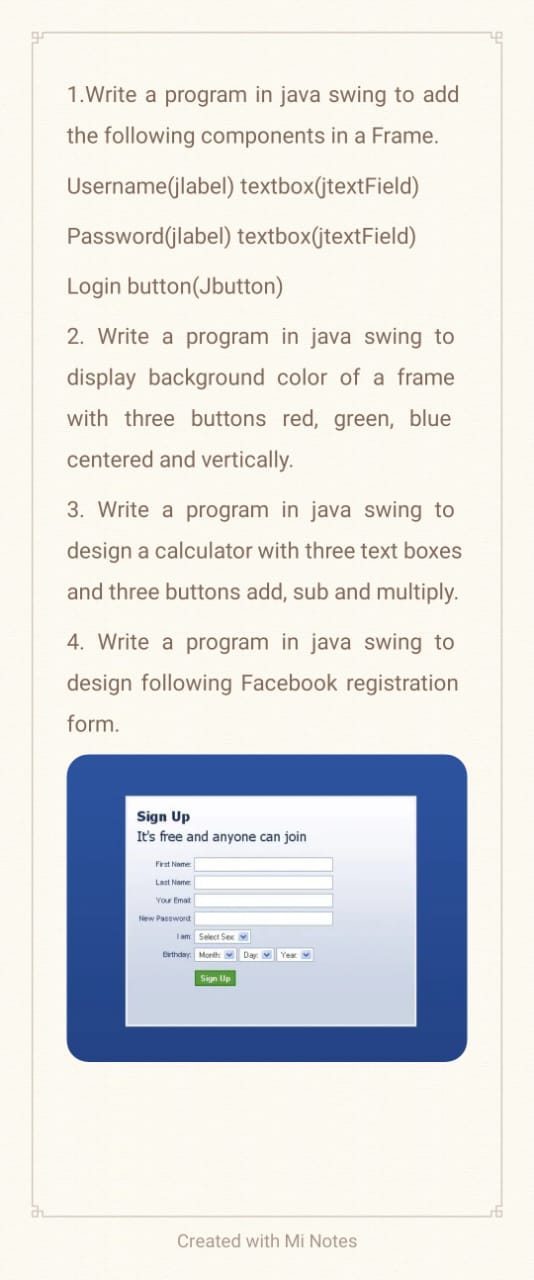 1.Write a program in java swing to add
the following components in a Frame.
Username(jlabel) textbox(jtextField)
Password(jlabel) textbox(jtextField)
Login button(Jbutton)
2. Write a program in java swing to
display background color of a frame
with three buttons red, green, blue
centered and vertically.
3. Write a program in java swing to
design a calculator with three text boxes
and three buttons add, sub and multiply.
4. Write a program in java swing to
design following Facebook registration
form.
Sign Up
It's free and anyone can join
First Name:
Last Name:
Your Email:
New Password:
I am: Select Sex:
Birthday: Month: Day: Year:
Sign Up
Created with Mi Notes